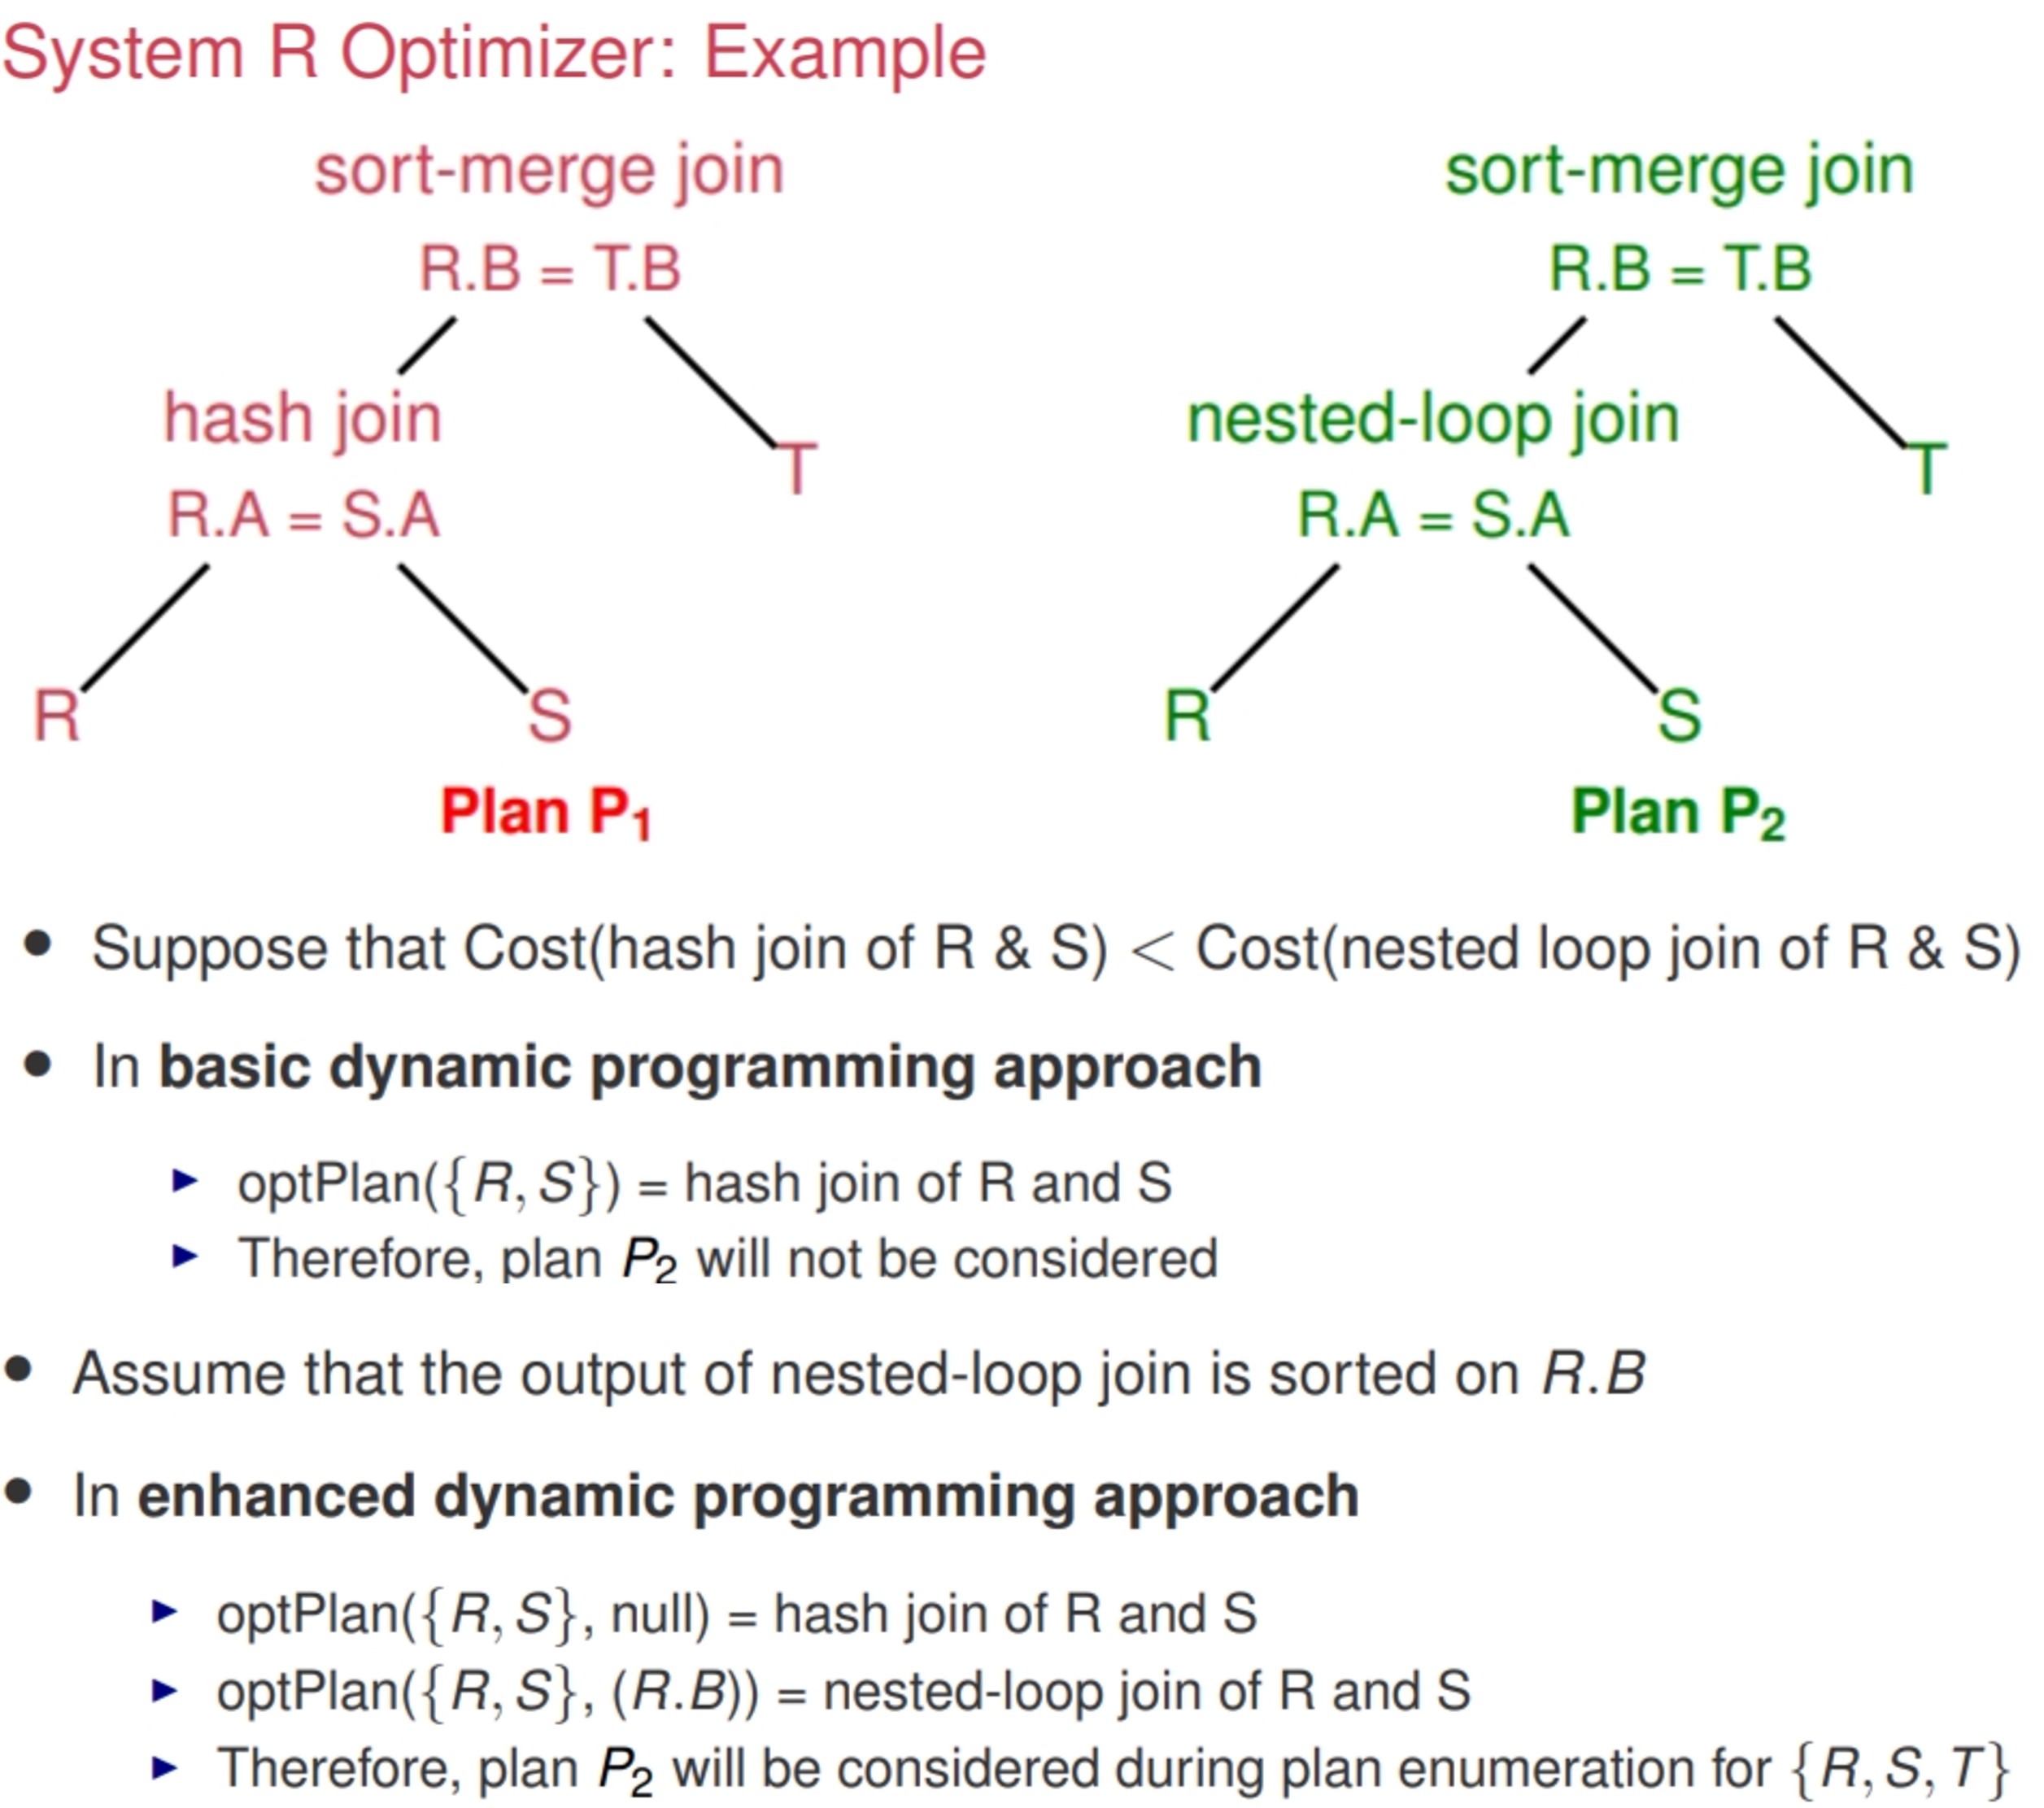 System R Optimizer: Example
sort-merge join
R.B = T.B
hash join
T
R.A = S.A
R
S
Plan P₁
sort-merge join
R.B = T.B
nested-loop join
T
R.A = S.A
R
S
Plan P₂
● Suppose that Cost(hash join of R & S) < Cost(nested loop join of R & S)
● In basic dynamic programming approach
► optPlan({R, S}) = hash join of R and S
► Therefore, plan P₂ will not be considered
● Assume that the output of nested-loop join is sorted on R.B
● In enhanced dynamic programming approach
► optPlan({R, S}, null) = hash join of R and S
► optPlan({R, S}, (R.B)) = nested-loop join of R and S
► Therefore, plan P₂ will be considered during plan enumeration for {R, S, T}